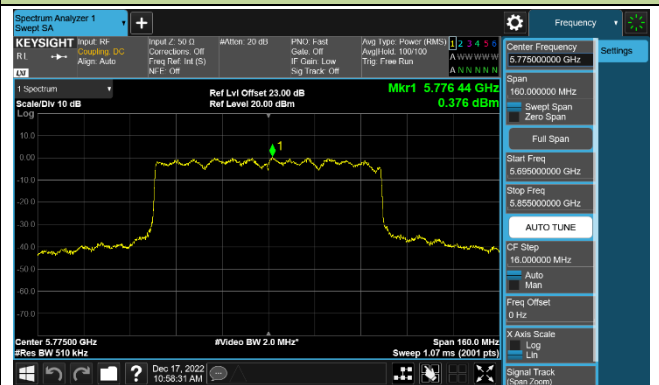 Spectrum Analyzer 1
Swept SA
Frequency
KEYSIGHT
Input: RF
Input Z: 50 Ω
#Atten: 20 dB
PNO: Fast
Avg Type: Power (RMS)
1 2 3 4 5 6
RL
Coupling: DC
Corrections: Off
Gate: Off
Avg|Hold: 100/100
A W W W W W
Align: Auto
Freq Ref: Int (S)
IF Gain: Low
Trig: Free Run
LXI
NFE: Off
Sig Track: Off
A N N N N N
Center Frequency
Settings
5.775000000 GHz
Span
160.000000 MHz
Swept Span
Zero Span
Full Span
Start Freq
5.695000000 GHz
Stop Freq
5.855000000 GHz
AUTO TUNE
CF Step
16.000000 MHz
Auto
Man
Freq Offset
0 Hz
X Axis Scale
Log
Lin
Signal Track
(Span Zoom)
1 Spectrum
Scale/Div 10 dB
Ref Lvl Offset 23.00 dB
Ref Level 20.00 dBm
Mkr1 5.776 44 GHz
0.376 dBm
Log
10.0
0.00
-10.0
-20.0
-30.0
-40.0
-50.0
-60.0
-70.0
1
Center 5.77500 GHz
#Video BW 2.0 MHz*
Span 160.0 MHz
#Res BW 510 kHz
Sweep 1.07 ms (2001 pts)
Dec 17, 2022
10:58:31 AM